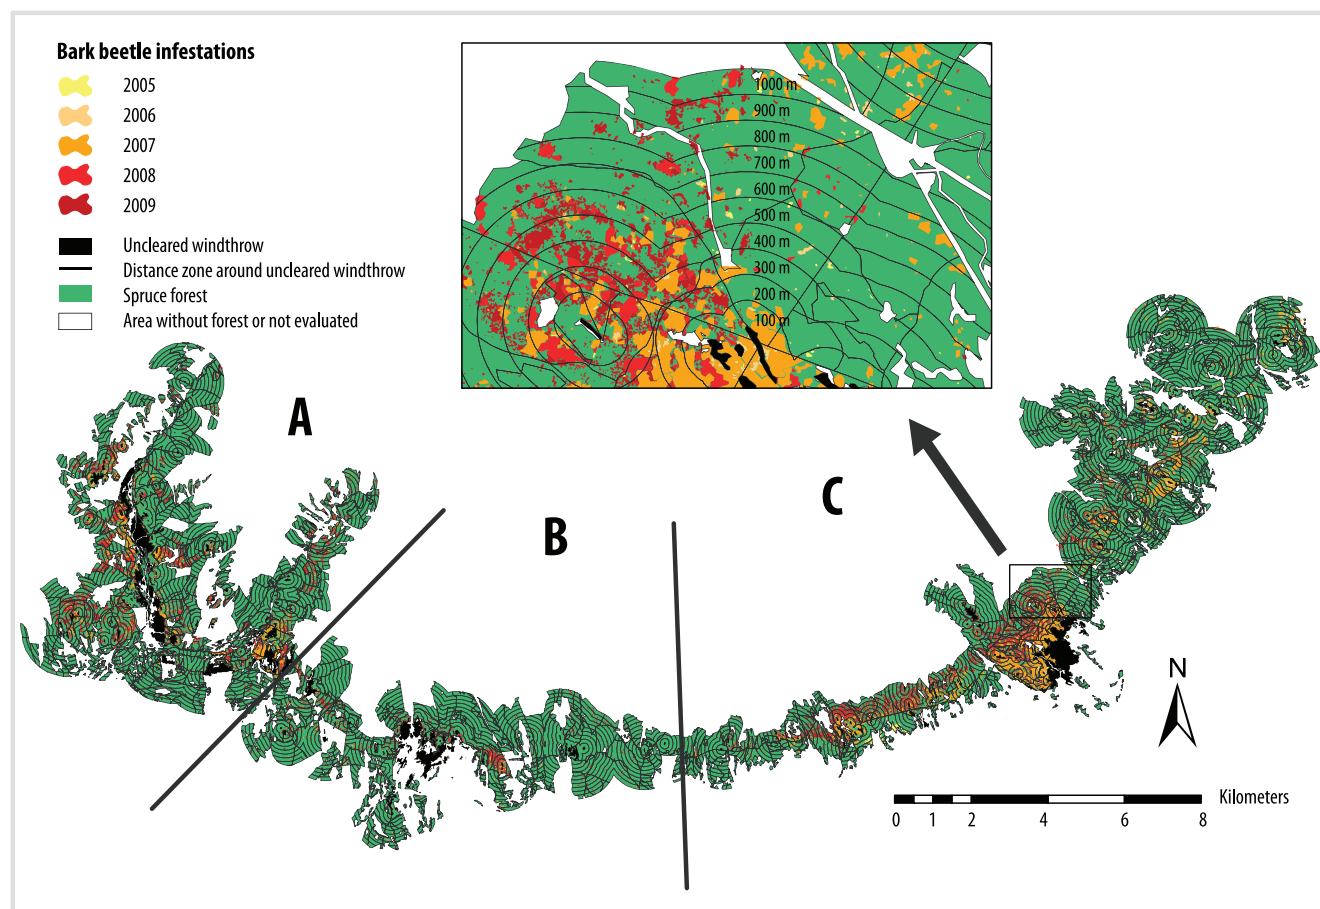 Bark beetle infestations
2005
2006
2007
2008
2009
Uncleared windthrow
Distance zone around uncleared windthrow
Spruce forest
Area without forest or not evaluated
1000 m
900 m
800 m
700 m
600 m
500 m
400 m
300 m
200 m
100 m
A
B
C
N
Kilometers
0 1 2 4 6 8